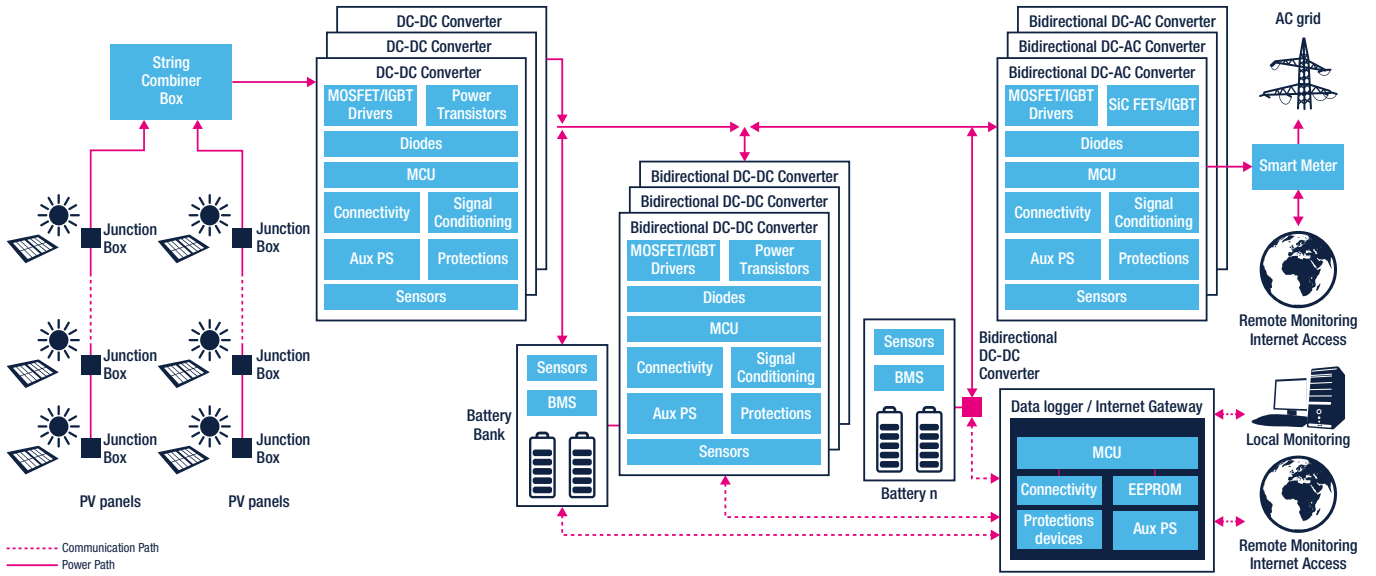 String
Combiner
Box
Junction
Box
Junction
Box
Junction
Box
Junction
Box
Junction
Box
Junction
Box
PV panels
PV panels
Communication Path
Power Path
DC-DC Converter
DC-DC Converter
DC-DC Converter
MOSFET/IGBT
Drivers
Power
Transistors
Diodes
MCU
Connectivity
Signal
Conditioning
Aux PS
Protections
Sensors
Battery
Bank
Sensors
BMS
Bidirectional DC-DC Converter
Bidirectional DC-DC Converter
Bidirectional DC-DC Converter
MOSFET/IGBT
Drivers
Power
Transistors
Diodes
MCU
Connectivity
Signal
Conditioning
Aux PS
Protections
Sensors
Sensors
BMS
Battery n
Bidirectional
DC-DC
Converter
Bidirectional DC-AC Converter
Bidirectional DC-AC Converter
Bidirectional DC-AC Converter
MOSFET/IGBT
Drivers
SiC FETs/IGBT
Diodes
MCU
Connectivity
Signal
Conditioning
Aux PS
Protections
Sensors
AC grid
Smart Meter
Remote Monitoring
Internet Access
Data logger / Internet Gateway
MCU
Connectivity
EEPROM
Protections
devices
Aux PS
Local Monitoring
Remote Monitoring
Internet Access